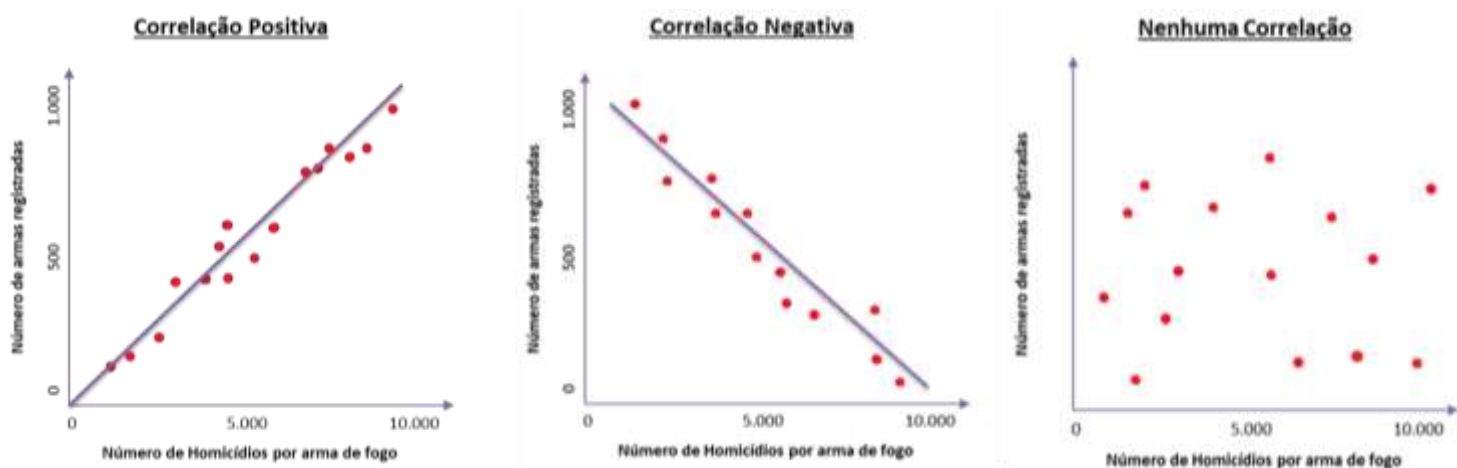 Correlação Positiva
Número de armas registradas
1.000
500
0
0
5.000
10.000
Número de Homicídios por arma de fogo
Correlação Negativa
Número de armas registradas
1.000
500
0
0
5.000
10.000
Número de Homicídios por arma de fogo
Nenhuma Correlação
Número de armas registradas
0
5.000
10.000
Número de Homicídios por arma de fogo